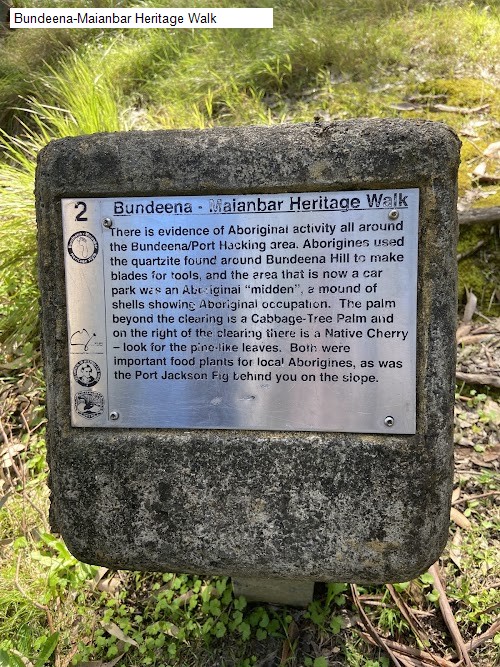 Bundeena-Maianbar Heritage Walk
2 Bundeena - Maianbar Heritage Walk
There is evidence of Aboriginal activity all around
the Bundeena/Port Hacking area. Aborigines used
the quartzite found around Bundeena Hill to make
blades for tools, and the area that is now a car
park was an Aboriginal “midden”, a mound of
shells showing Aboriginal occupation. The palm
beyond the clearing is a Cabbage-Tree Palm and
on the right of the clearing there is a Native Cherry
– look for the pine-like leaves. Both were
important food plants for local Aborigines, as was
the Port Jackson Fig behind you on the slope.